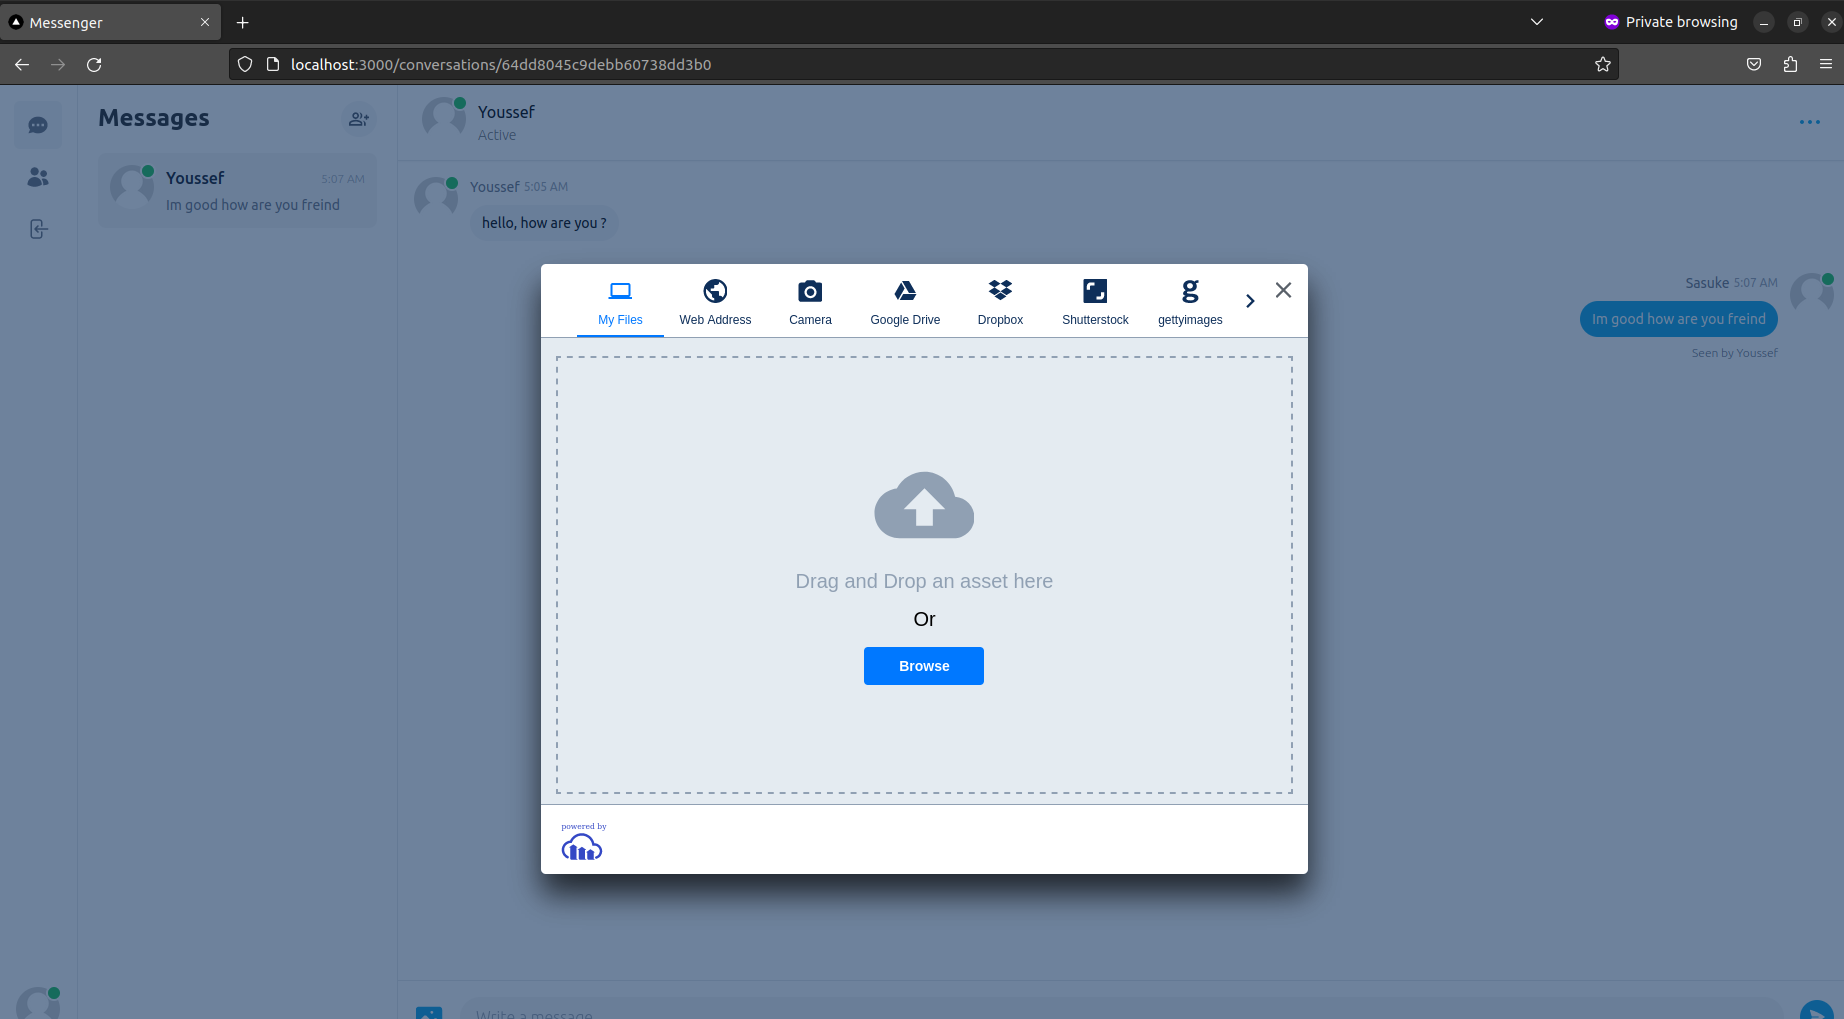 Messenger
Private browsing
localhost:3000/conversations/64dd8045c9debb60738dd3b0
Messages
Youssef
5:07 AM
Im good how are you freind
Youssef
Active
Youssef 5:05 AM
hello, how are you ?
Sasuke 5:07 AM
Im good how are you freind
Seen by Youssef
My Files
Web Address
Camera
Google Drive
Dropbox
Shutterstock
gettyimages
Drag and Drop an asset here
Or
Browse
powered by
Write a message